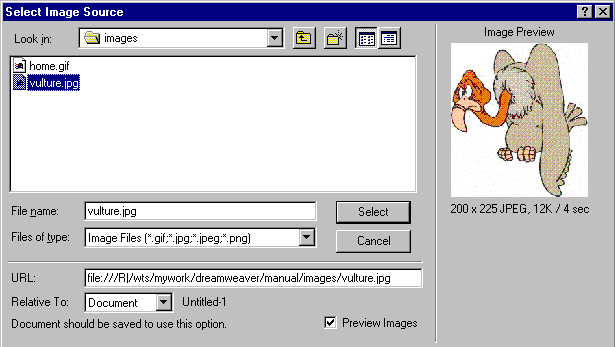 Select Image Source
Look in: images
home.gif
vulture.jpg
File name: vulture.jpg Select
Files of type: Image Files (*.gif;*.jpg;*.jpeg;*.png) Cancel
URL: file:///R|/wts/mywork/dreamweaver/manual/images/vulture.jpg
Relative To: Document Untitled-1
Document should be saved to use this option. Preview Images
Image Preview
200 x 225 JPEG, 12K / 4 sec